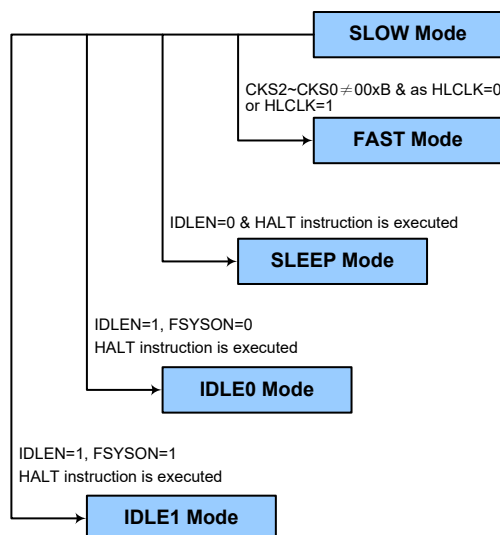 SLOW Mode
CKS2~CKS0≠00xB & as HLCLK=0
or HLCLK=1
FAST Mode
IDLEN=0 & HALT instruction is executed
SLEEP Mode
IDLEN=1, FSYSON=0
HALT instruction is executed
IDLE0 Mode
IDLEN=1, FSYSON=1
HALT instruction is executed
IDLE1 Mode